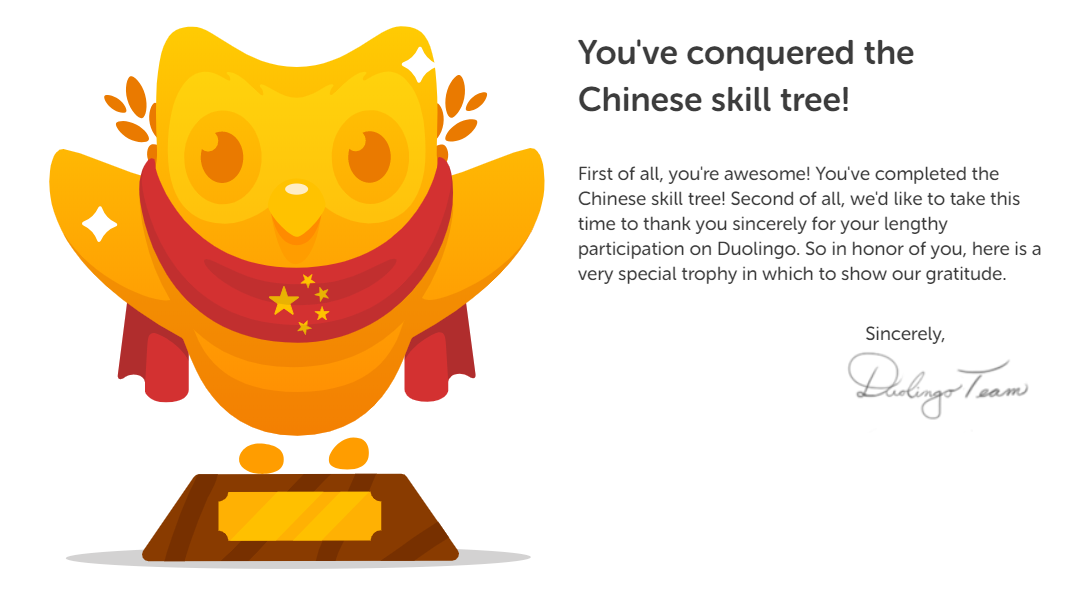 You've conquered the
Chinese skill tree!
First of all, you're awesome! You've completed the
Chinese skill tree! Second of all, we'd like to take this
time to thank you sincerely for your lengthy
participation on Duolingo. So in honor of you, here is a
very special trophy in which to show our gratitude.
Sincerely,
Duolingo Team